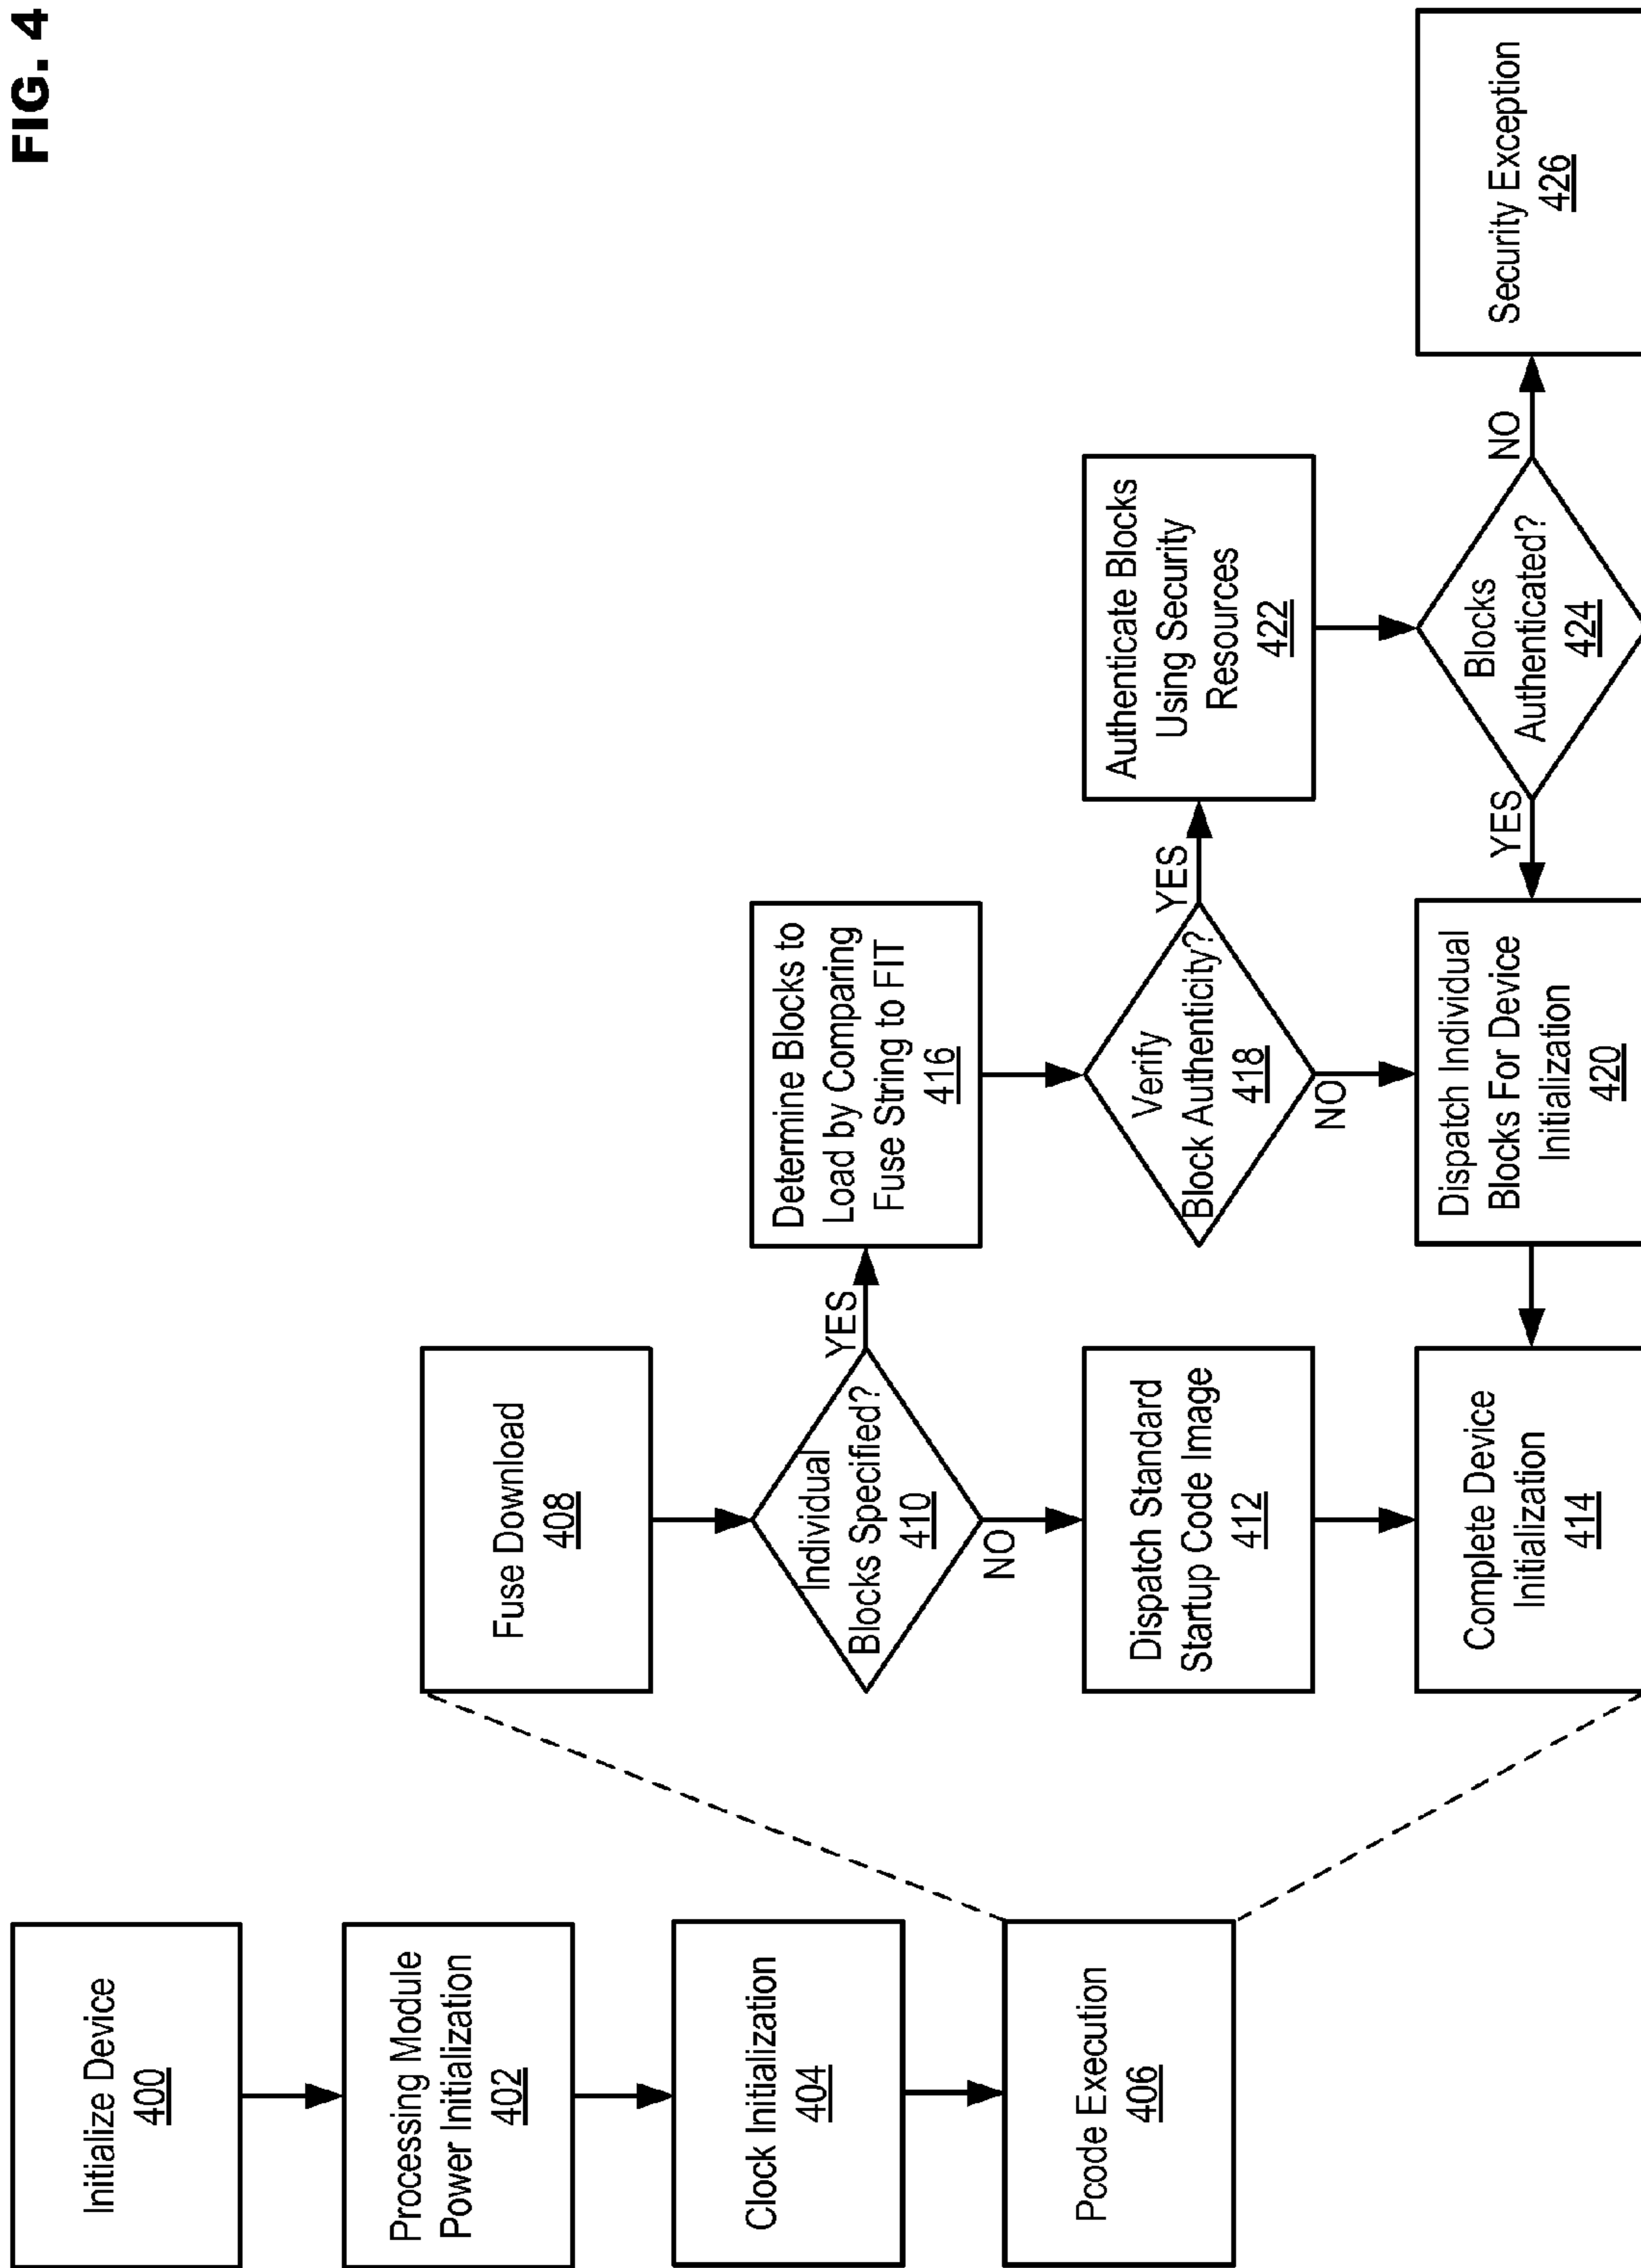 FIG. 4
Initialize Device
400
Processing Module
Power Initialization
402
Clock Initialization
404
Pcode Execution
406
Fuse Download
408
Individual
Blocks Specified?
410
YES
NO
Dispatch Standard
Startup Code Image
412
Complete Device
Initialization
414
Determine Blocks to
Load by Comparing
Fuse String to FIT
416
Verify
Block Authenticity?
418
YES
NO
Dispatch Individual
Blocks For Device
Initialization
420
Authenticate Blocks
Using Security
Resources
422
Blocks
Authenticated?
424
YES
NO
Security Exception
426